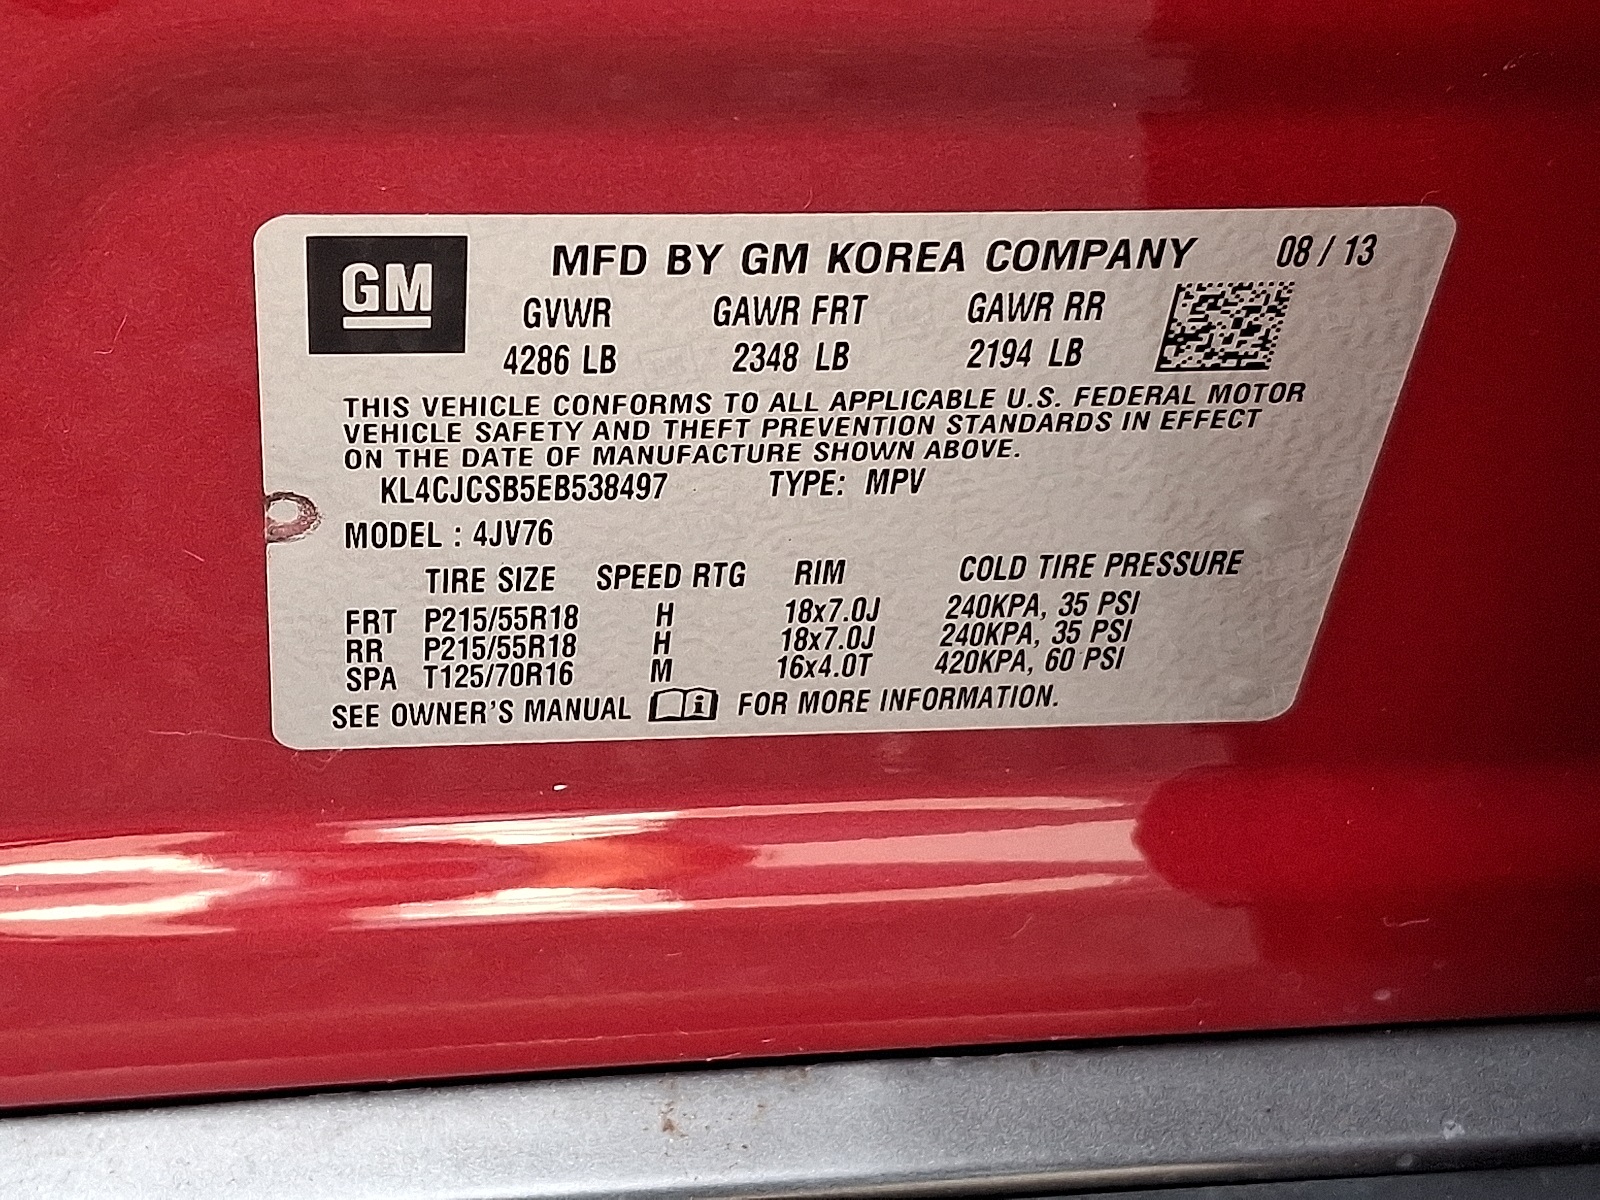 GM
MFD BY GM KOREA COMPANY 08 / 13
GVWR GAWR FRT GAWR RR
4286 LB 2348 LB 2194 LB
THIS VEHICLE CONFORMS TO ALL APPLICABLE U.S. FEDERAL MOTOR
VEHICLE SAFETY AND THEFT PREVENTION STANDARDS IN EFFECT
ON THE DATE OF MANUFACTURE SHOWN ABOVE.
KL4CJCSB5EB538497 TYPE: MPV
MODEL : 4JV76
TIRE SIZE SPEED RTG RIM COLD TIRE PRESSURE
FRT P215/55R18 H 18x7.0J 240KPA, 35 PSI
RR P215/55R18 H 18x7.0J 240KPA, 35 PSI
SPA T125/70R16 M 16x4.0T 420KPA, 60 PSI
SEE OWNER'S MANUAL FOR MORE INFORMATION.